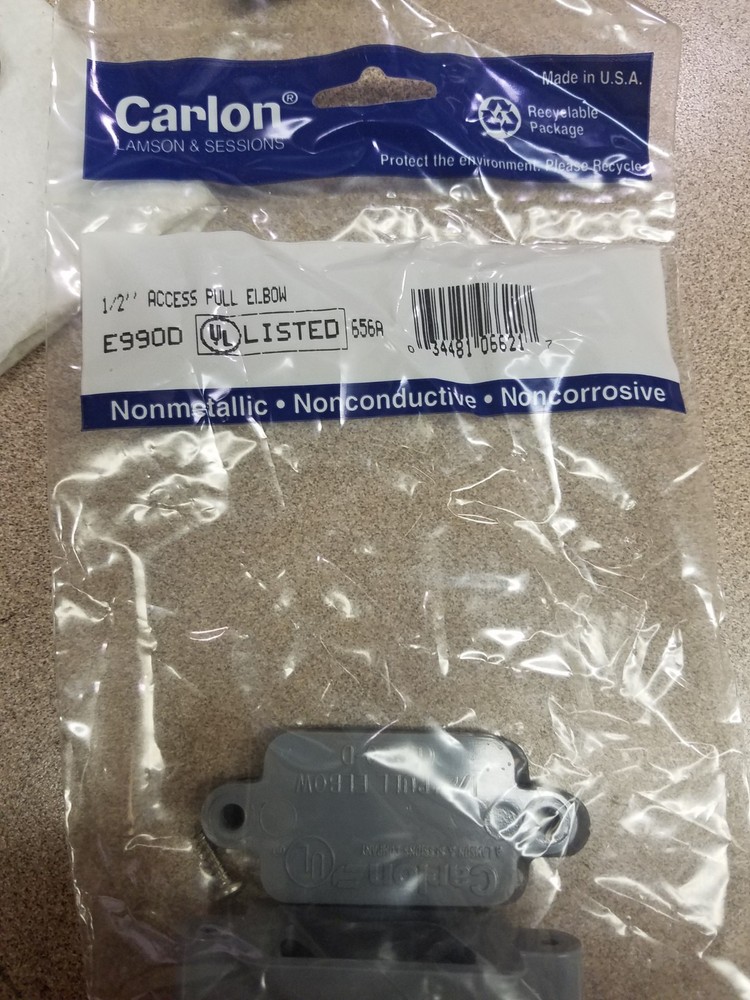 Made in U.S.A.
Carlon®
LAMSON & SESSIONS
Recyclable
Package
Protect the environment. Please Recycle
1/2'' ACCESS PULL ELBOW
E990D UL LISTED 656A
0 34481 06621 7
Nonmetallic • Nonconductive • Noncorrosive
PULL ELBOW
UL
Carlon